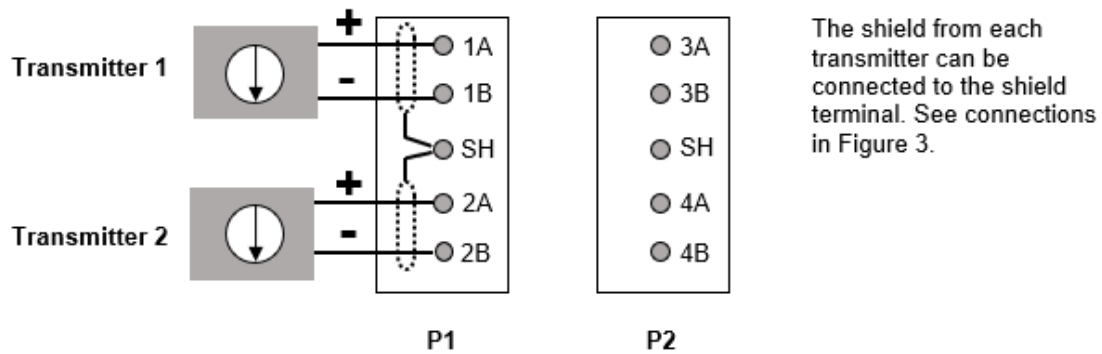 +
1A
Transmitter 1
-
1B
SH
+
2A
Transmitter 2
-
2B
P1
3A
3B
SH
4A
4B
P2
The shield from each
transmitter can be
connected to the shield
terminal. See connections
in Figure 3.